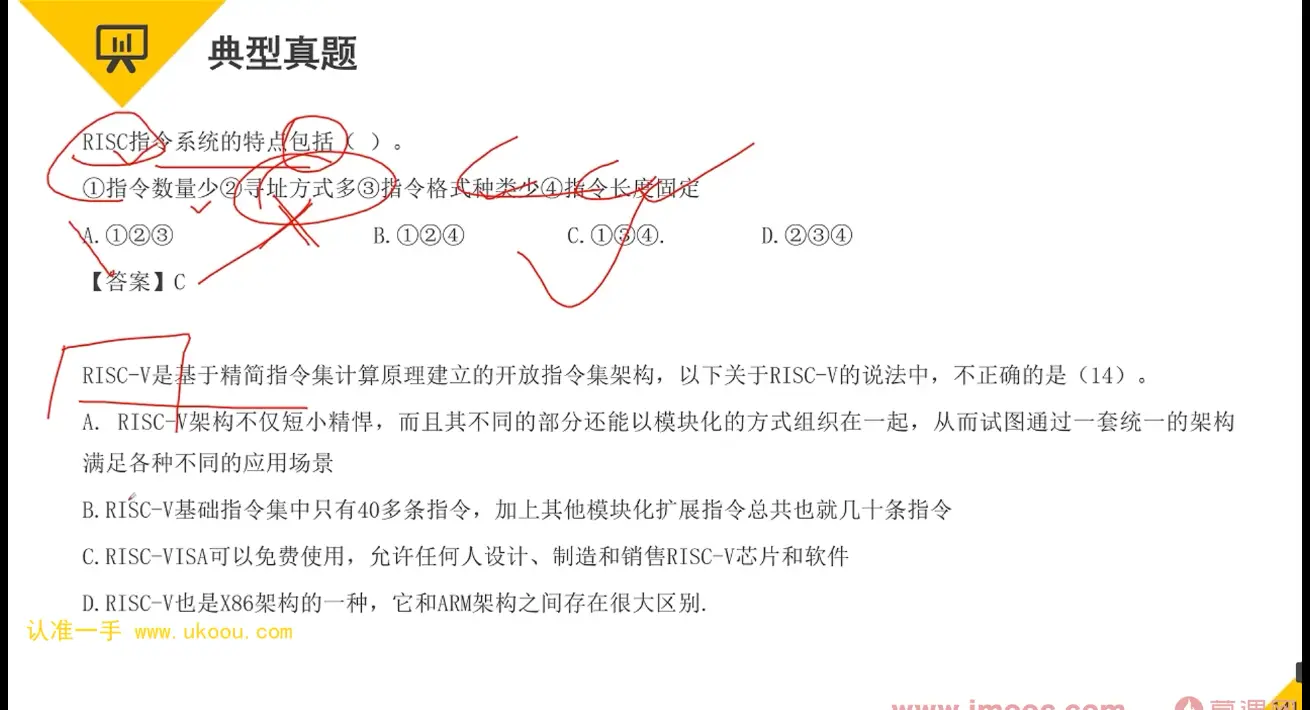 典型真题
RISC指令系统的特点包括（ ）。
①指令数量少②寻址方式多③指令格式种类少④指令长度固定
A.①②③ B.①②④ C.①③④. D.②③④
【答案】C
RISC-V是基于精简指令集计算原理建立的开放指令集架构，以下关于RISC-V的说法中，不正确的是（14）。
A. RISC-V架构不仅短小精悍，而且其不同的部分还能以模块化的方式组织在一起，从而试图通过一套统一的架构
满足各种不同的应用场景
B.RISC-V基础指令集中只有40多条指令，加上其他模块化扩展指令总共也就几十条指令
C.RISC-VISA可以免费使用，允许任何人设计、制造和销售RISC-V芯片和软件
D.RISC-V也是X86架构的一种，它和ARM架构之间存在很大区别.
认准一手 www.ukoou.com